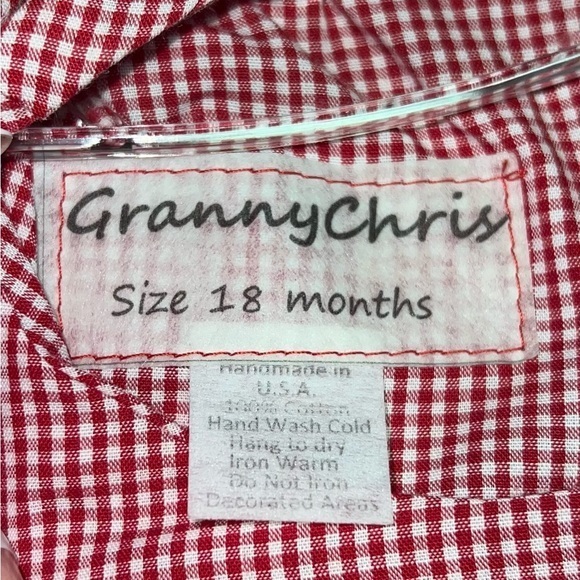 GrannyChris
Size 18 months
Handmade in
U.S.A.
100% Cotton
Hand Wash Cold
Hang to dry
Iron Warm
Do Not Iron
Decorated Areas